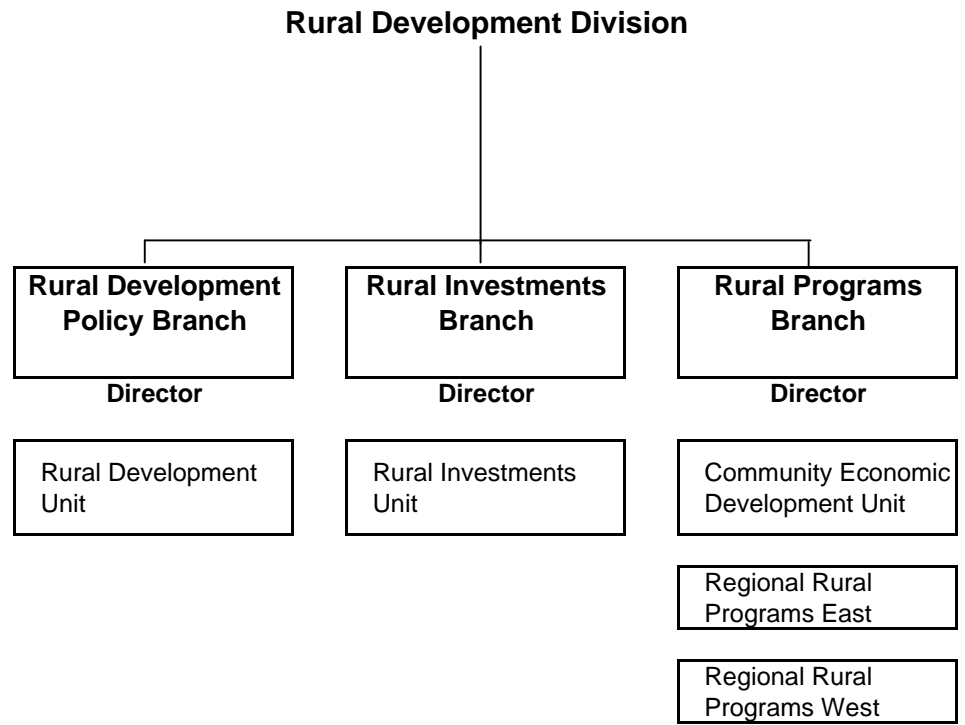 Rural Development Division
Rural Development
Policy Branch
Director
Rural Development
Unit
Rural Investments
Branch
Director
Rural Investments
Unit
Rural Programs
Branch
Director
Community Economic
Development Unit
Regional Rural
Programs East
Regional Rural
Programs West